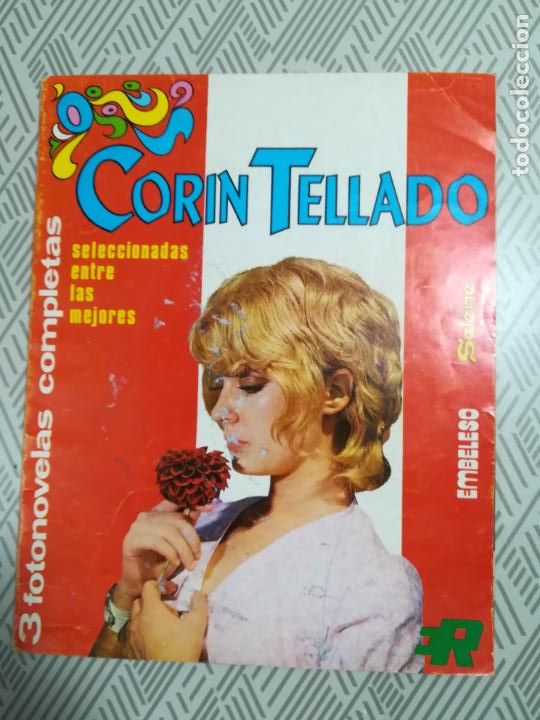 CORIN TELLADO
seleccionadas
entre
las
mejores
3 fotonovelas completas
Selene
EMBELESO
R
todocoleccion